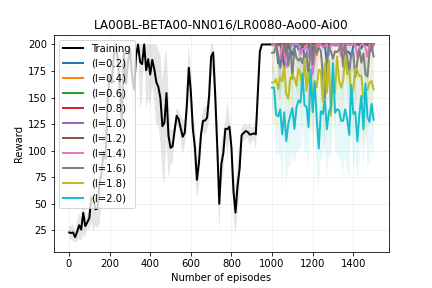 LA00BL-BETA00-NN016/LR0080-Ao00-Ai00
Reward
200
175
150
125
100
75
50
25
Training
(l=0.2)
(l=0.4)
(l=0.6)
(l=0.8)
(l=1.0)
(l=1.2)
(l=1.4)
(l=1.6)
(l=1.8)
(l=2.0)
0 200 400 600 800 1000 1200 1400
Number of episodes